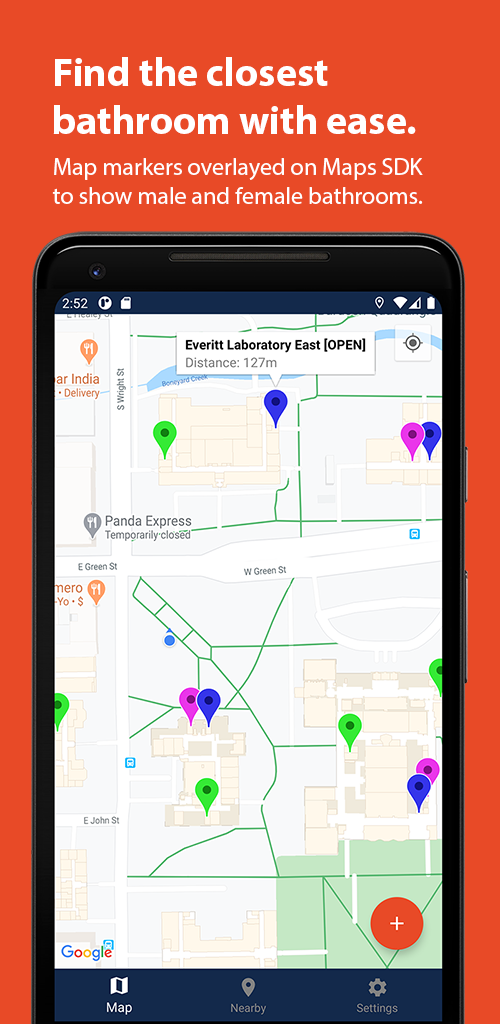 Find the closest
bathroom with ease.
Map markers overlayed on Maps SDK
to show male and female bathrooms.
2:52
E Healey St
Everitt Laboratory East [OPEN]
Distance: 127m
bar India
• Delivery
S Wright St
Boneyard Creek
Panda Express
Temporarily closed
E Green St
W Green St
mero
-Yo • $
E John St
Google
+
Map
Nearby
Settings